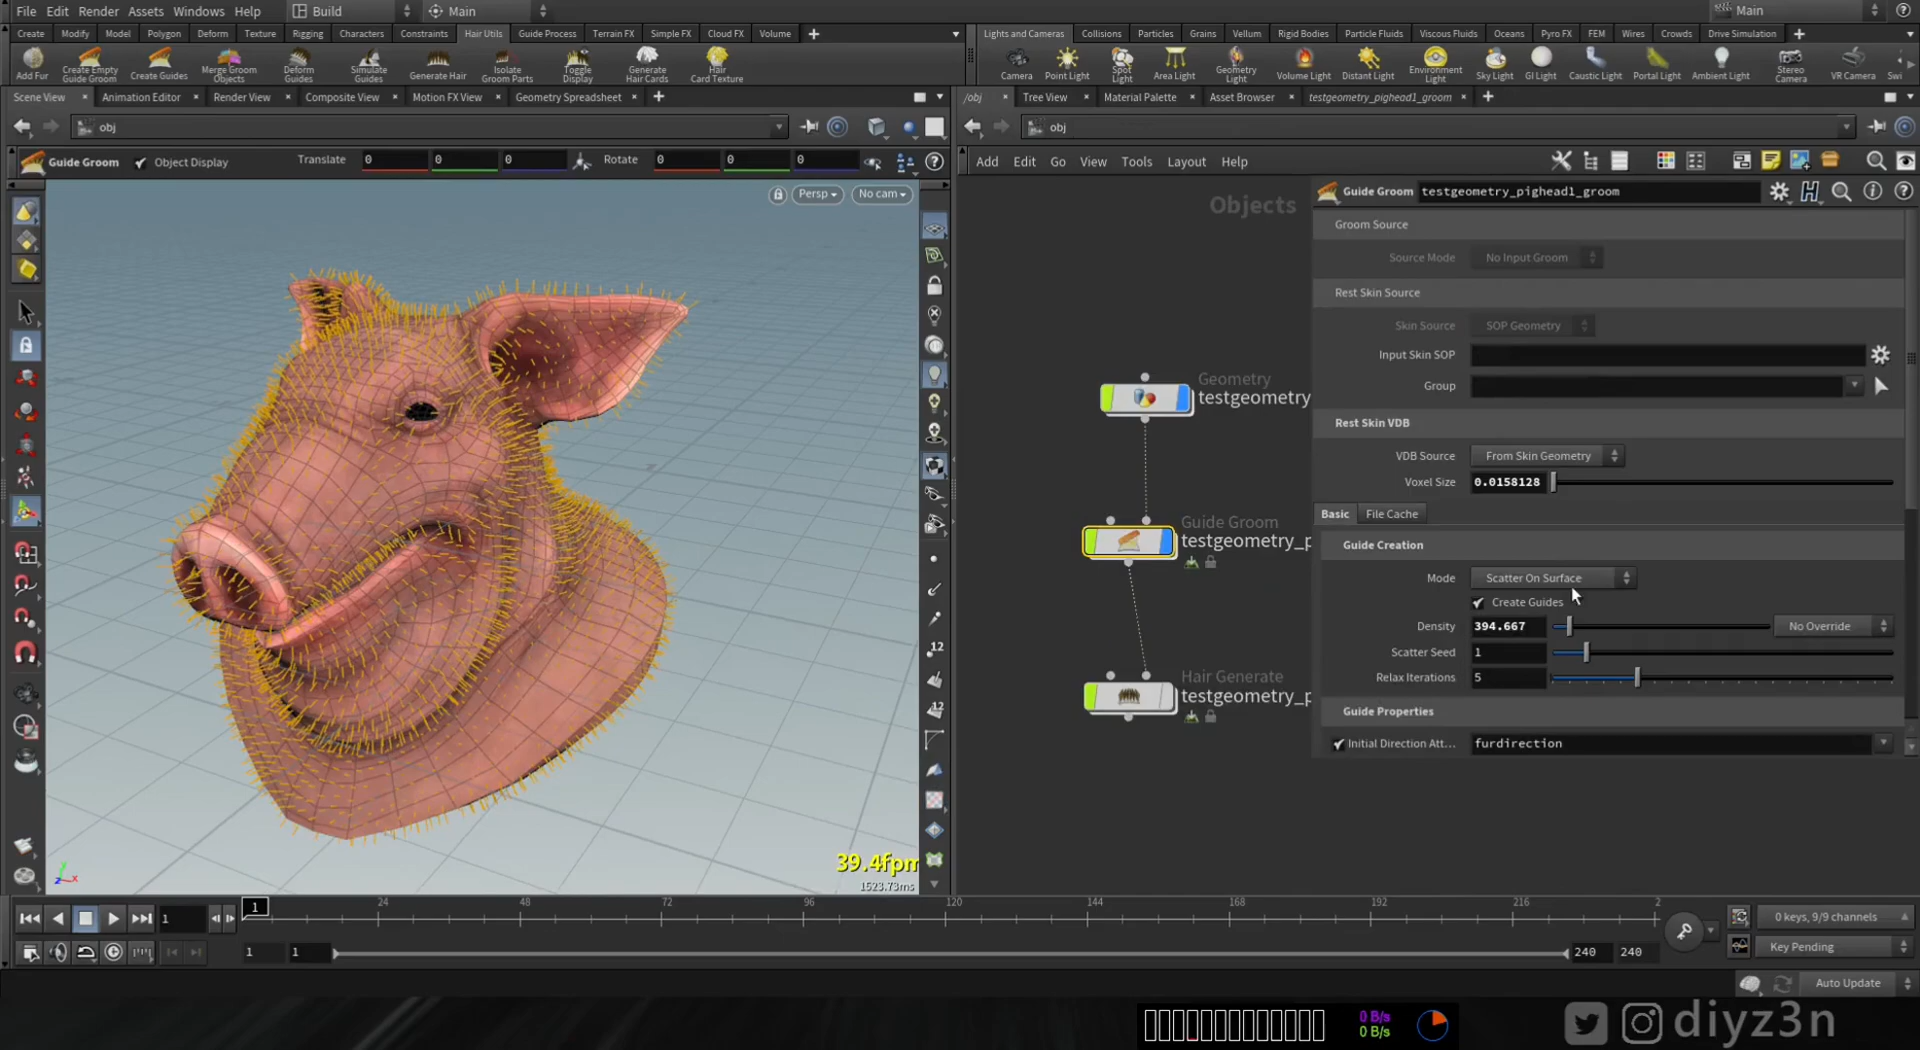 File Edit Render Assets Windows Help Build Main Main
Create Modify Model Polygon Deform Texture Rigging Characters Constraints Hair Utils Guide Process Terrain FX Simple FX Cloud FX Volume
Lights and Cameras Collisions Particles Grains Vellum Rigid Bodies Particle Fluids Viscous Fluids Oceans Pyro FX FEM Wires Crowds Drive Simulation
Add Fur
Create Empty Guide Groom
Create Guides
Merge Groom Objects
Deform Guides
Simulate Guides
Generate Hair
Isolate Groom Parts
Toggle Display
Generate Hair Cards
Hair Card Texture
Camera
Point Light
Spot Light
Area Light
Geometry Light
Volume Light
Distant Light
Environment Light
Sky Light
GI Light
Caustic Light
Portal Light
Ambient Light
Stereo Camera
VR Camera
Swi
Scene View Animation Editor Render View Composite View Motion FX View Geometry Spreadsheet
/obj Tree View Material Palette Asset Browser testgeometry_pighead1_groom
obj
obj
Guide Groom Object Display Translate 0 0 0 Rotate 0 0 0
Add Edit Go View Tools Layout Help
Persp No cam
Objects
Geometry
testgeometry
Guide Groom
testgeometry_p
Hair Generate
testgeometry_p
Guide Groom testgeometry_pighead1_groom
Groom Source
Source Mode No Input Groom
Rest Skin Source
Skin Source SOP Geometry
Input Skin SOP
Group
Rest Skin VDB
VDB Source From Skin Geometry
Voxel Size 0.0158128
Basic File Cache
Guide Creation
Mode Scatter On Surface
Create Guides
Density 394.667 No Override
Scatter Seed 1
Relax Iterations 5
Guide Properties
Initial Direction Att... furdirection
12
12
39.4fpm
1523.73ms
z x y
1 1 24 48 72 96 120 144 168 192 216 2
0 keys, 9/9 channels
1 1 240 240
Key Pending
Auto Update
0 B/s
0 B/s
diyz3n